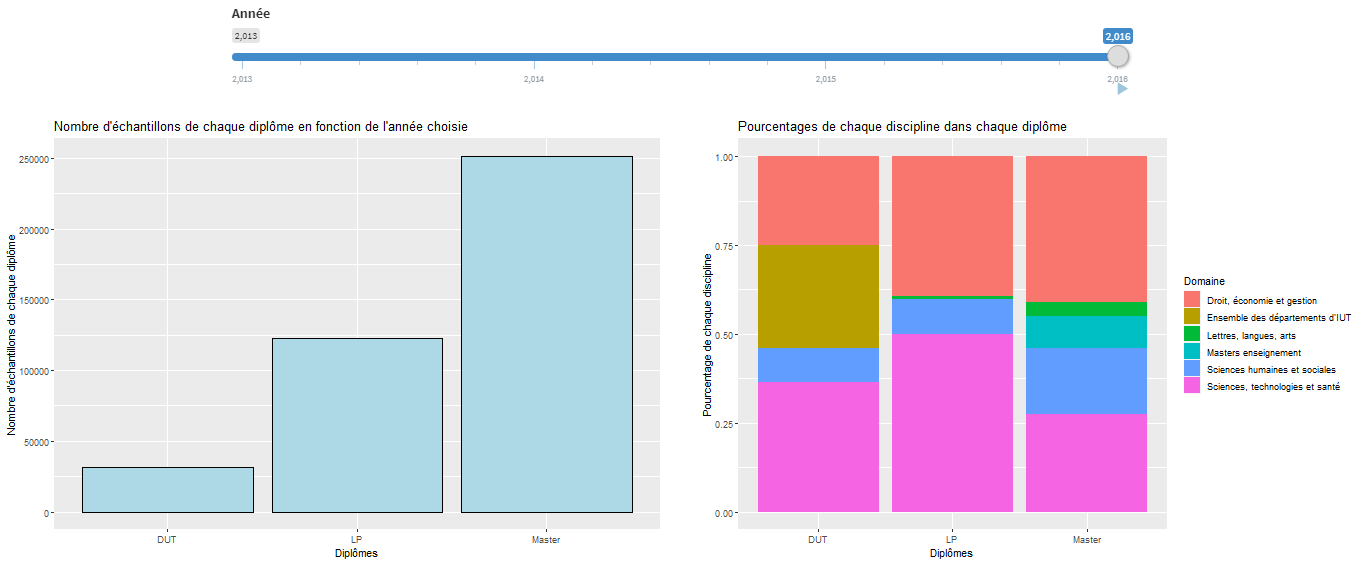 Année
2,013
2,016
2,013
2,014
2,015
2,016
Nombre d'échantillons de chaque diplôme en fonction de l'année choisie
Nombre d'échantillons de chaque diplôme
250000
200000
150000
100000
50000
0
DUT
LP
Master
Diplômes
Pourcentages de chaque discipline dans chaque diplôme
Pourcentage de chaque discipline
1.00
0.75
0.50
0.25
0.00
DUT
LP
Master
Diplômes
Domaine
Droit, économie et gestion
Ensemble des départements d'IUT
Lettres, langues, arts
Masters enseignement
Sciences humaines et sociales
Sciences, technologies et santé